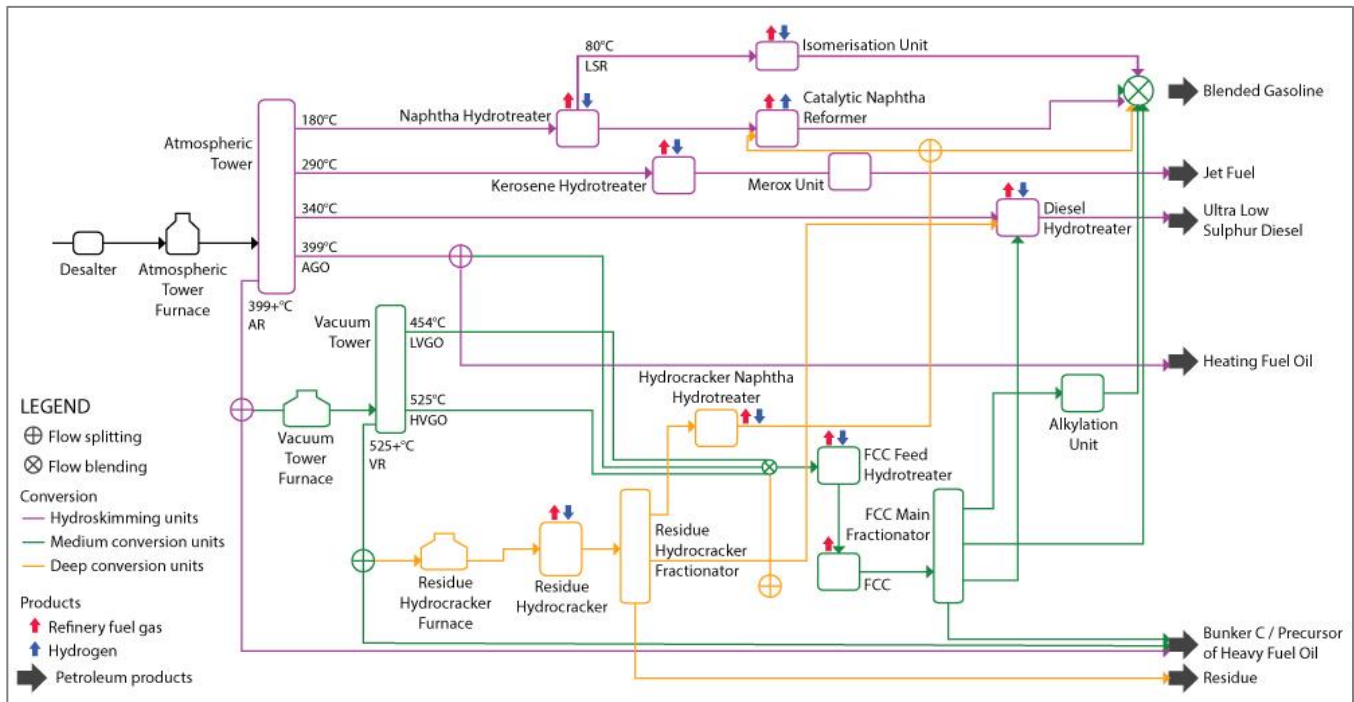 80°C
LSR
Isomerisation Unit
180°C
Naphtha Hydrotreater
Catalytic Naphtha
Reformer
Blended Gasoline
Atmospheric
Tower
290°C
Kerosene Hydrotreater
Merox Unit
Jet Fuel
340°C
Diesel
Hydrotreater
Ultra Low
Sulphur Diesel
399°C
AGO
Desalter
Atmospheric
Tower
Furnace
399+°C
AR
Vacuum
Tower
454°C
LVGO
Heating Fuel Oil
Hydrocracker Naphtha
Hydrotreater
525°C
HVGO
525+°C
VR
Vacuum
Tower
Furnace
Alkylation
Unit
FCC Feed
Hydrotreater
FCC Main
Fractionator
Residue
Hydrocracker
Fractionator
Residue
Hydrocracker
Furnace
Residue
Hydrocracker
FCC
Bunker C / Precursor
of Heavy Fuel Oil
Residue
LEGEND
Flow splitting
Flow blending
Conversion
Hydroskimming units
Medium conversion units
Deep conversion units
Products
Refinery fuel gas
Hydrogen
Petroleum products